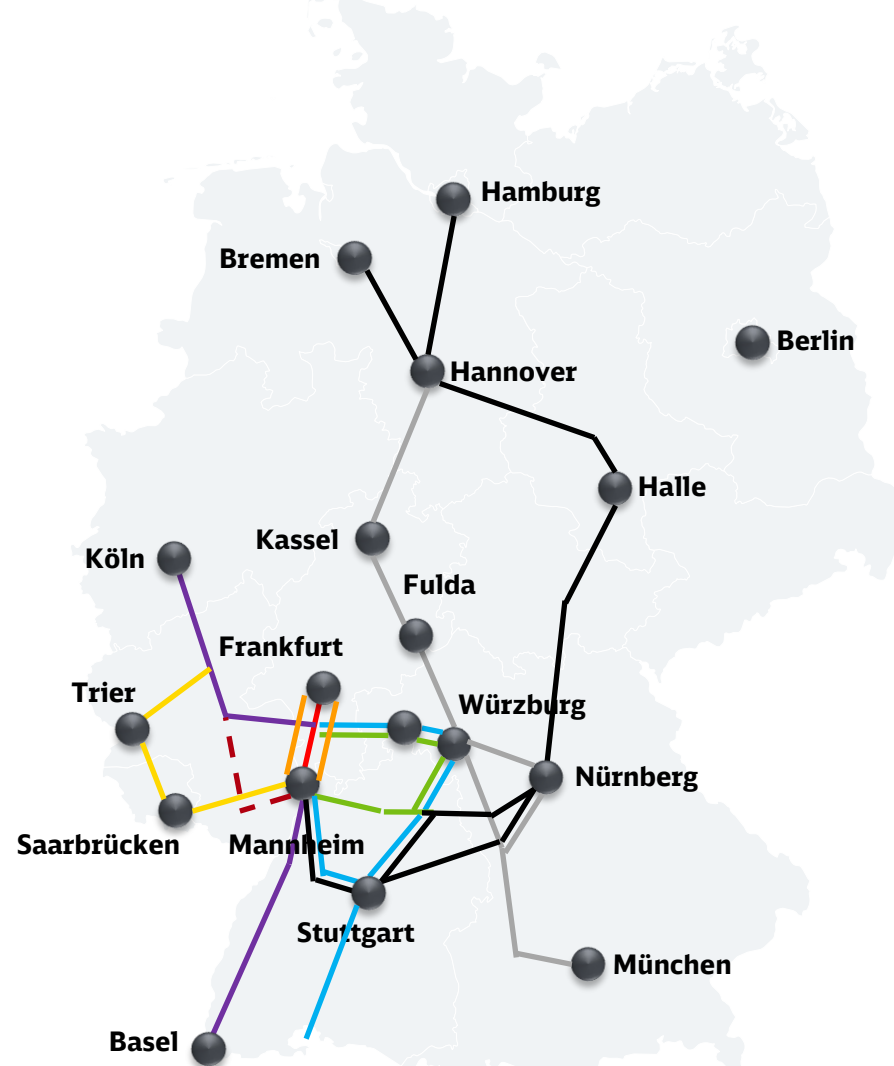 Hamburg
Bremen
Berlin
Hannover
Halle
Kassel
Köln
Fulda
Frankfurt
Trier
Würzburg
Nürnberg
Saarbrücken
Mannheim
Stuttgart
München
Basel